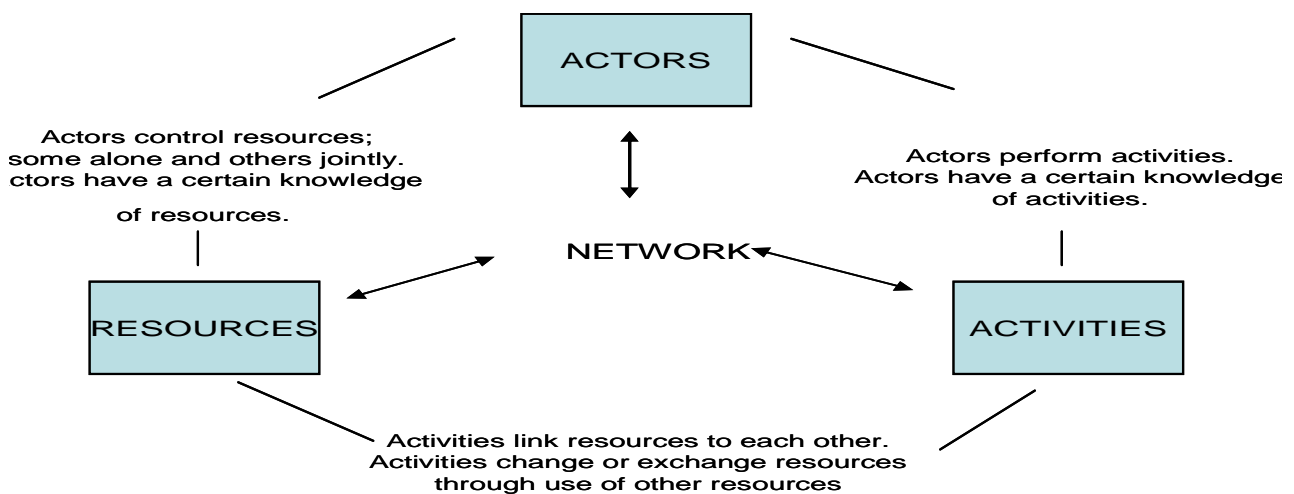 ACTORS
Actors control resources;
some alone and others jointly.
ctors have a certain knowledge
of resources.
Actors perform activities.
Actors have a certain knowledge
of activities.
NETWORK
RESOURCES
ACTIVITIES
Activities link resources to each other.
Activities change or exchange resources
through use of other resources